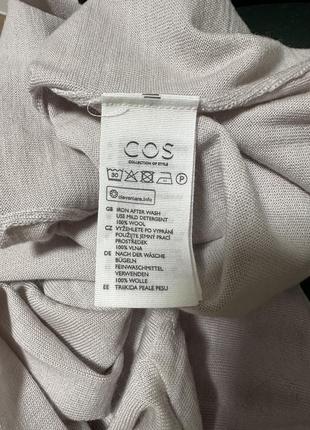 COS
COLLECTION OF STYLE
30 P
clevercare.info
GB IRON AFTER WASH
USE MILD DETERGENT
100% WOOL
CZ VYŽEHLETE PO VYPRÁNÍ
POUŽIJTE JEMNÝ PRACÍ
PROSTŘEDEK
100% VLNA
DE NACH DER WÄSCHE
BÜGELN
FEINWASCHMITTEL
VERWENDEN
100% WOLLE
EE TRIIKIDA PEALE PESU